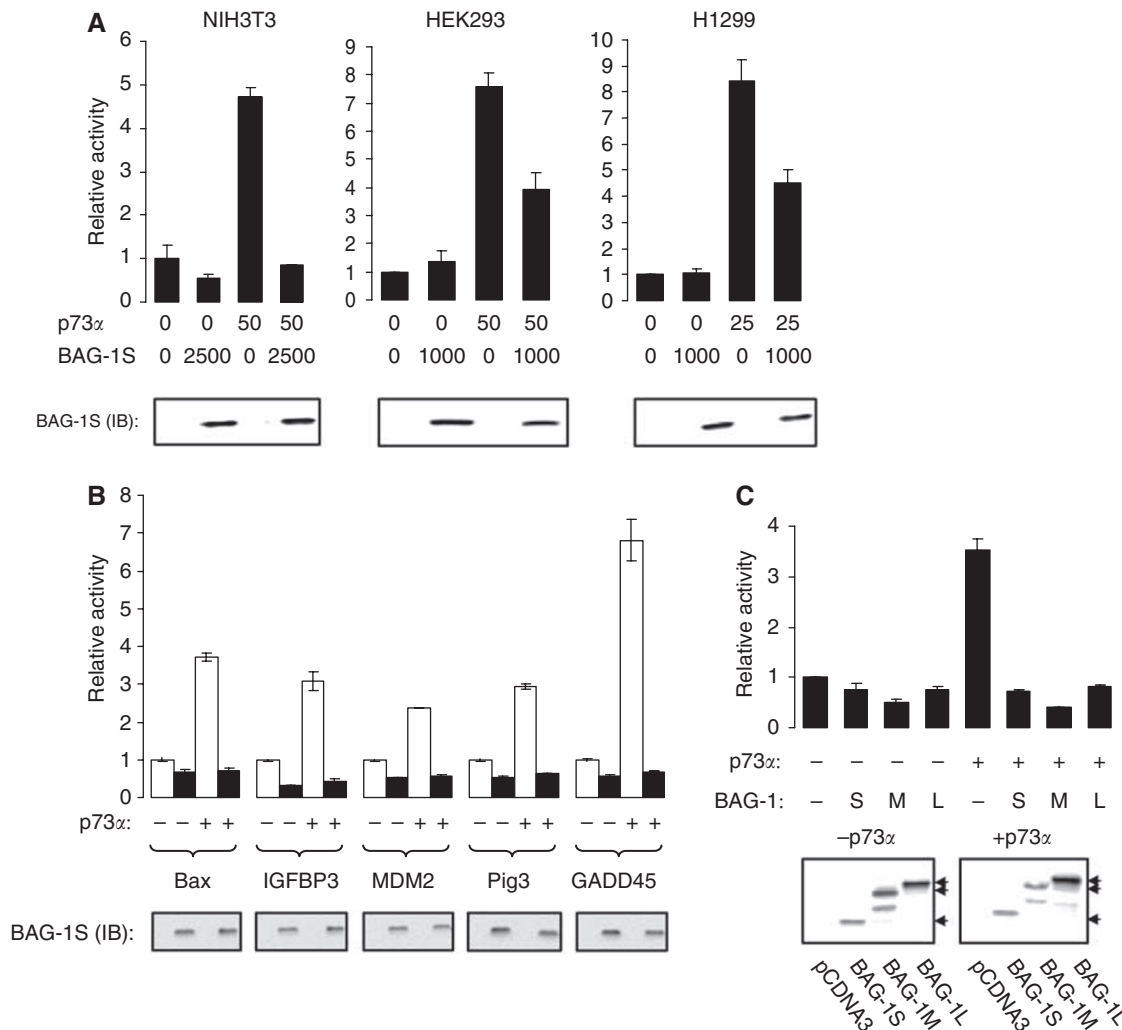 A
NIH3T3 HEK293 H1299
Relative activity
6
5
4
3
2
1
0
9
8
7
6
5
4
3
2
1
0
10
9
8
7
6
5
4
3
2
1
0
p73α 0 0 50 50 0 0 50 50 0 0 25 25
BAG-1S 0 2500 0 2500 0 1000 0 1000 0 1000 0 1000
BAG-1S (IB):
B
Relative activity
8
7
6
5
4
3
2
1
0
p73α: – – + + – – + + – – + + – – + + – – + +
Bax IGFBP3 MDM2 Pig3 GADD45
BAG-1S (IB):
C
Relative activity
4
3
2
1
0
p73α: – – – – + + + +
BAG-1: – S M L – S M L
–p73α +p73α
pCDNA3 BAG-1S BAG-1M BAG-1L pCDNA3 BAG-1S BAG-1M BAG-1L